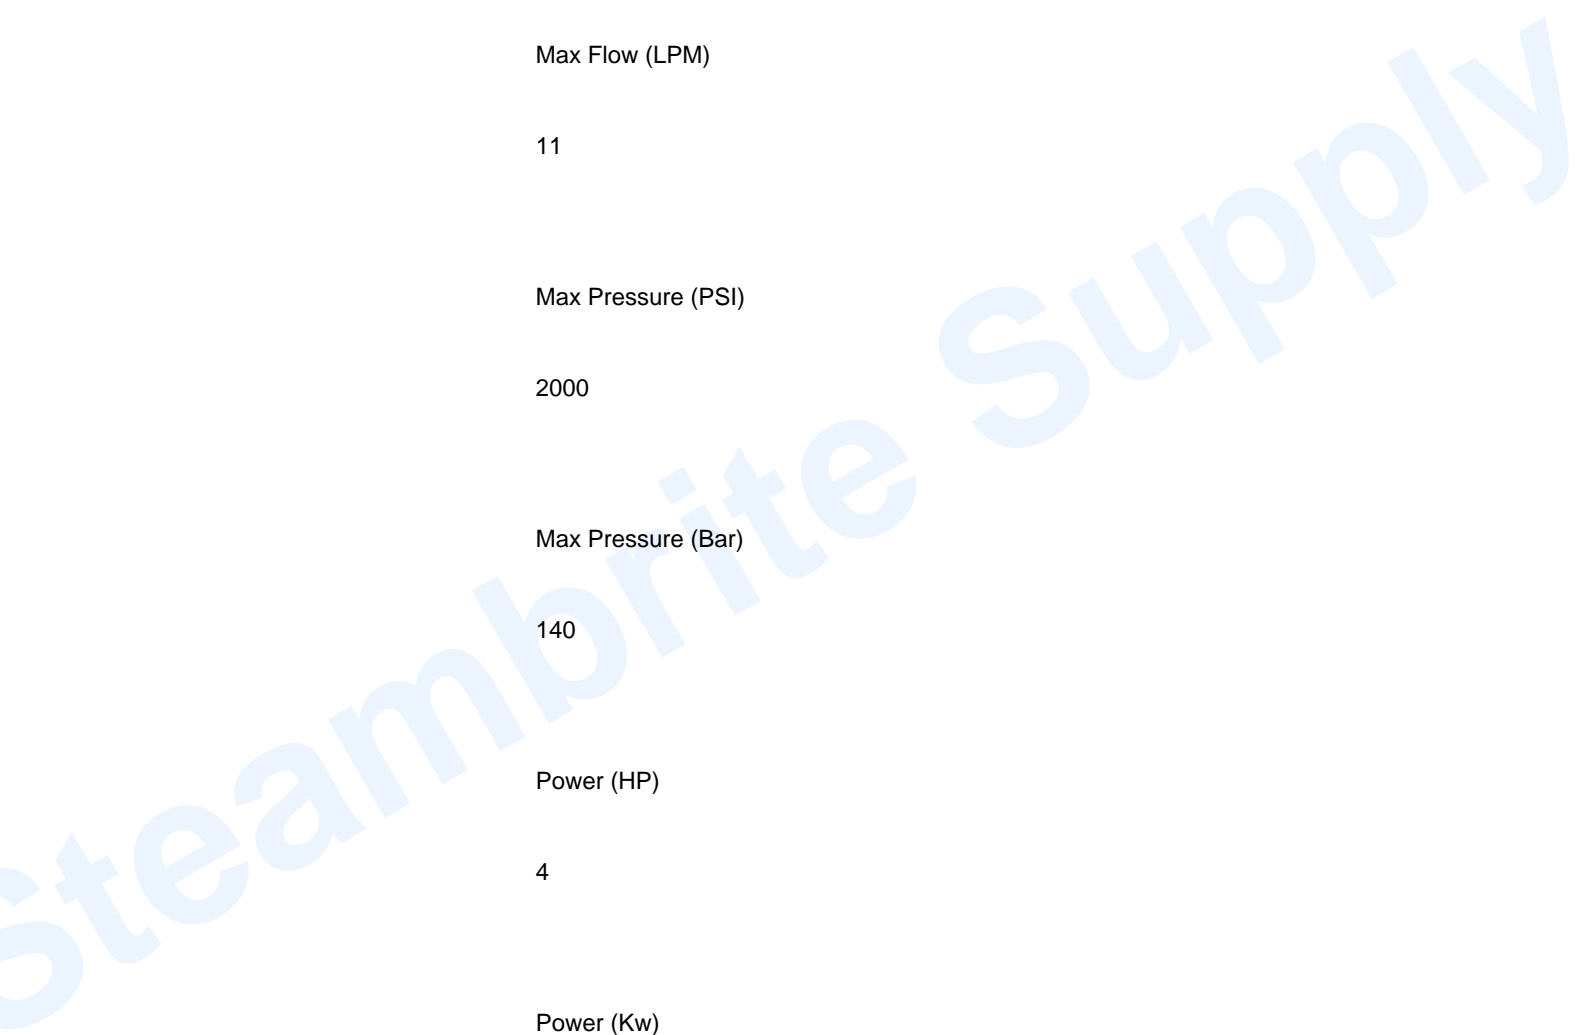 Max Flow (LPM)
11
Max Pressure (PSI)
2000
Max Pressure (Bar)
140
Power (HP)
4
Power (Kw)
Steambrite Supply